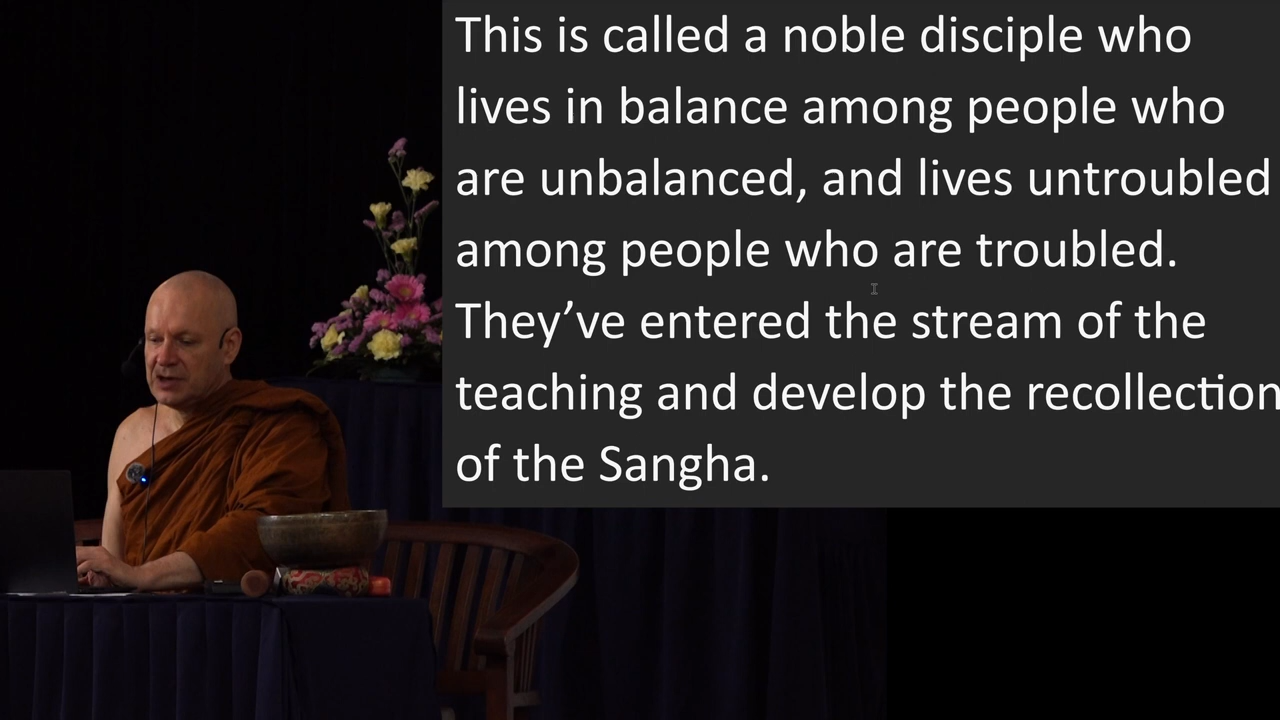 This is called a noble disciple who
lives in balance among people who
are unbalanced, and lives untroubled
among people who are troubled.
They’ve entered the stream of the
teaching and develop the recollection
of the Sangha.